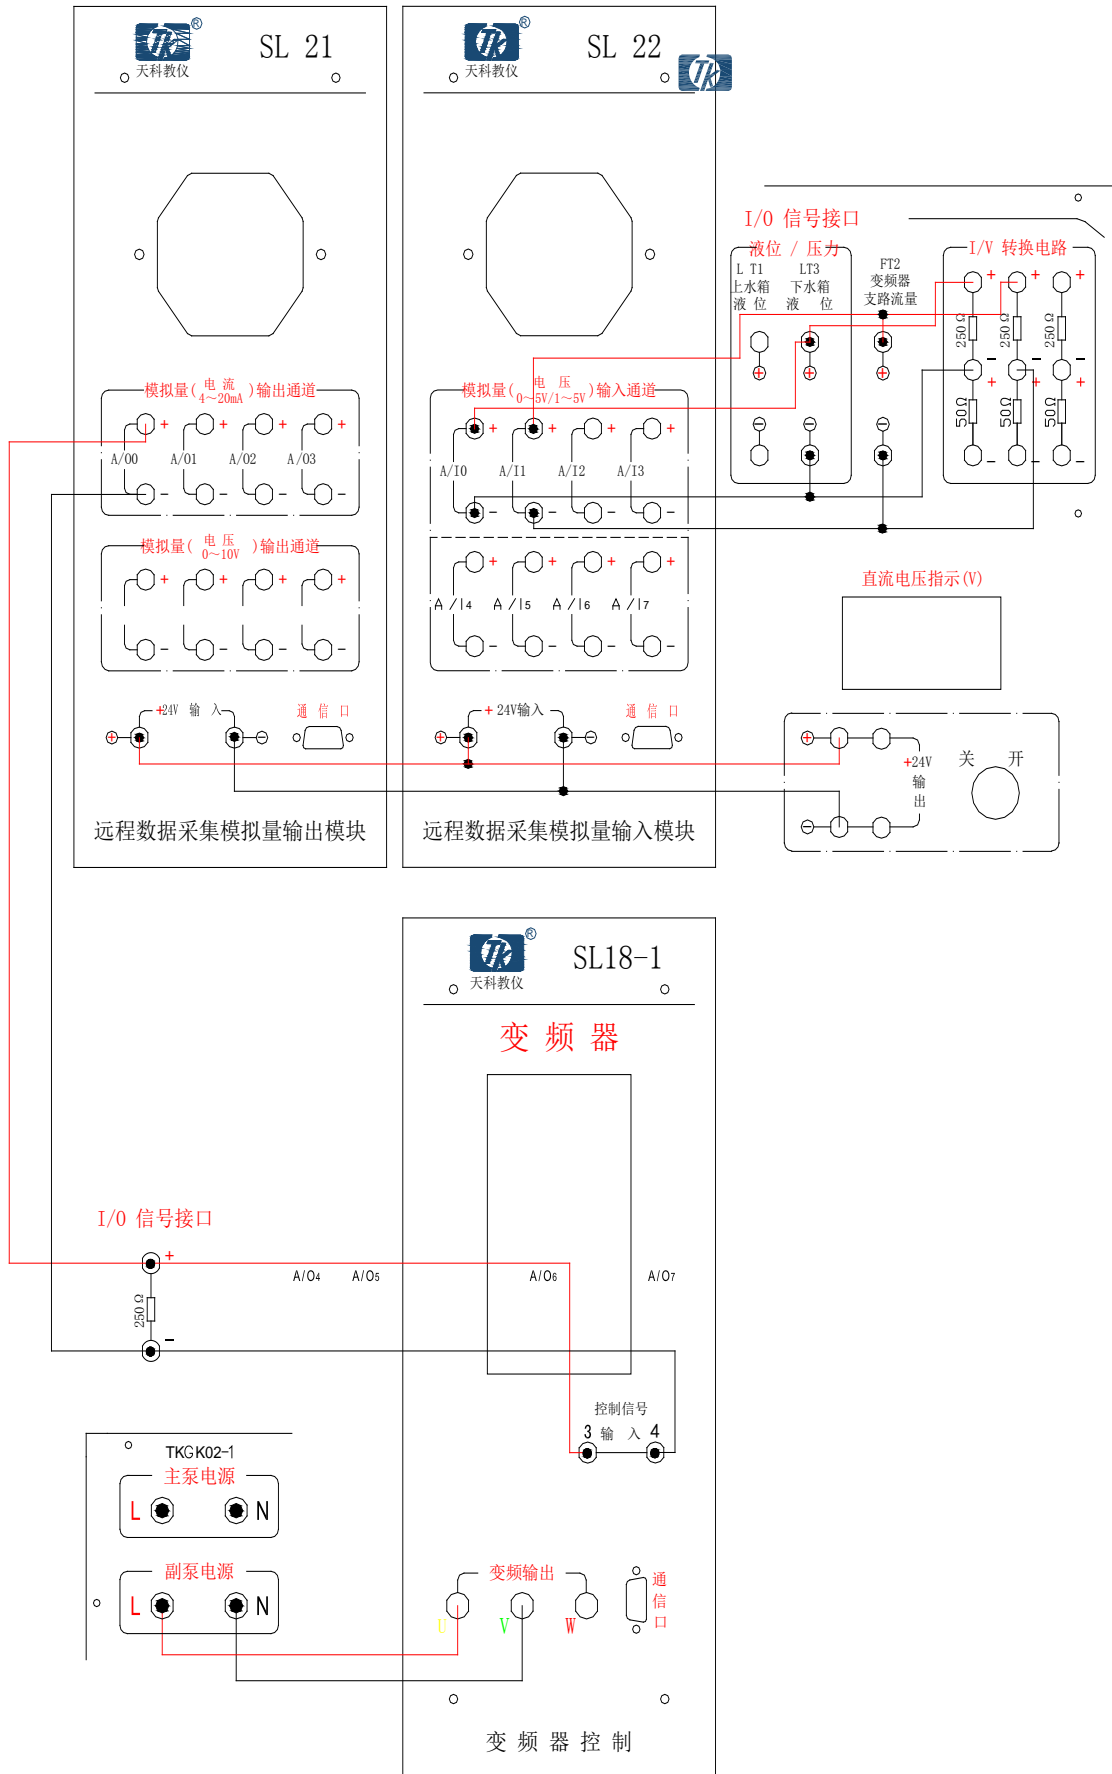 TK®
天科教仪
SL 21
模拟量(电流 4～20mA)输出通道
+ + + +
A/O0 A/O1 A/O2 A/O3
- - - -
模拟量(电压 0～10V)输出通道
+ + + +
- - - -
+24V 输 入
通 信 口
+ -
远程数据采集模拟量输出模块
TK®
天科教仪
SL 22
TK
模拟量(电压 0～5V/1～5V)输入通道
+ + + +
A/I0 A/I1 A/I2 A/I3
- - - -
+ + + +
A/I4 A/I5 A/I6 A/I7
- - - -
+ 24V输入
通 信 口
+ -
远程数据采集模拟量输入模块
I/O 信号接口
液位 / 压力
L T1
上水箱
液 位
LT3
下水箱
液 位
FT2
变频器
支路流量
+ + +
- - -
I/V 转换电路
+ + +
250Ω 250Ω 250Ω
- - -
+ + +
50Ω 50Ω 50Ω
- - -
直流电压指示(V)
+
-
+24V
输
出
关 开
TK®
天科教仪
SL18-1
变 频 器
I/O 信号接口
+
250Ω
-
A/O4 A/O5 A/O6 A/O7
控制信号
3 输 入 4
TKGK02-1
主泵电源
L N
副泵电源
L N
变频输出
U V W
通
信
口
变 频 器 控 制